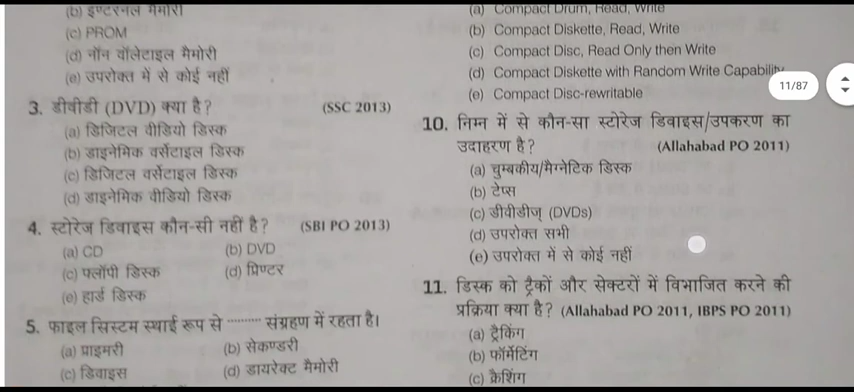 (b) इण्टरनल मैमोरी
(c) PROM
(d) नॉन वॉलेटाइल मैमोरी
(e) उपरोक्त में से कोई नहीं
3. डीवीडी (DVD) क्या है? (SSC 2013)
(a) डिजिटल वीडियो डिस्क
(b) डाइनेमिक वर्सेटाइल डिस्क
(c) डिजिटल वर्सेटाइल डिस्क
(d) डाइनेमिक वीडियो डिस्क
4. स्टोरेज डिवाइस कौन-सी नहीं है? (SBI PO 2013)
(a) CD (b) DVD
(c) फ्लॉपी डिस्क (d) प्रिण्टर
(e) हार्ड डिस्क
5. फाइल सिस्टम स्थाई रूप से ········· संग्रहण में रहता है।
(a) प्राइमरी (b) सेकण्डरी
(c) डिवाइस (d) डायरेक्ट मैमोरी
(a) Compact Drum, Read, Write
(b) Compact Diskette, Read, Write
(c) Compact Disc, Read Only then Write
(d) Compact Diskette with Random Write Capability
(e) Compact Disc-rewritable
10. निम्न में से कौन-सा स्टोरेज डिवाइस/उपकरण का
उदाहरण है? (Allahabad PO 2011)
(a) चुम्बकीय/मैग्नेटिक डिस्क
(b) टेप्स
(c) डीवीडीज् (DVDs)
(d) उपरोक्त सभी
(e) उपरोक्त में से कोई नहीं
11. डिस्क को ट्रैकों और सेक्टरों में विभाजित करने की
प्रक्रिया क्या है? (Allahabad PO 2011, IBPS PO 2011)
(a) ट्रैकिंग
(b) फॉर्मेटिंग
(c) क्रैशिंग
11/87